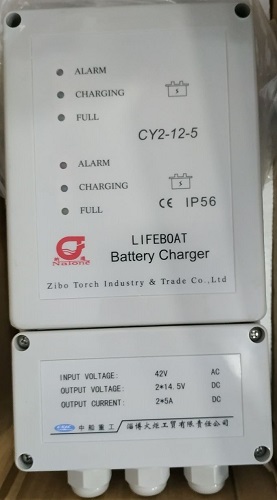 ALARM
CHARGING
FULL
CY2-12-5
ALARM
CHARGING
FULL
CE IP56
LIFEBOAT
Battery Charger
Zibo Torch Industry & Trade Co.,Ltd
INPUT VOLTAGE: 42V AC
OUTPUT VOLTAGE: 2*14.5V DC
OUTPUT CURRENT: 2*5A DC
中船重工 淄博火炬工贸有限责任公司